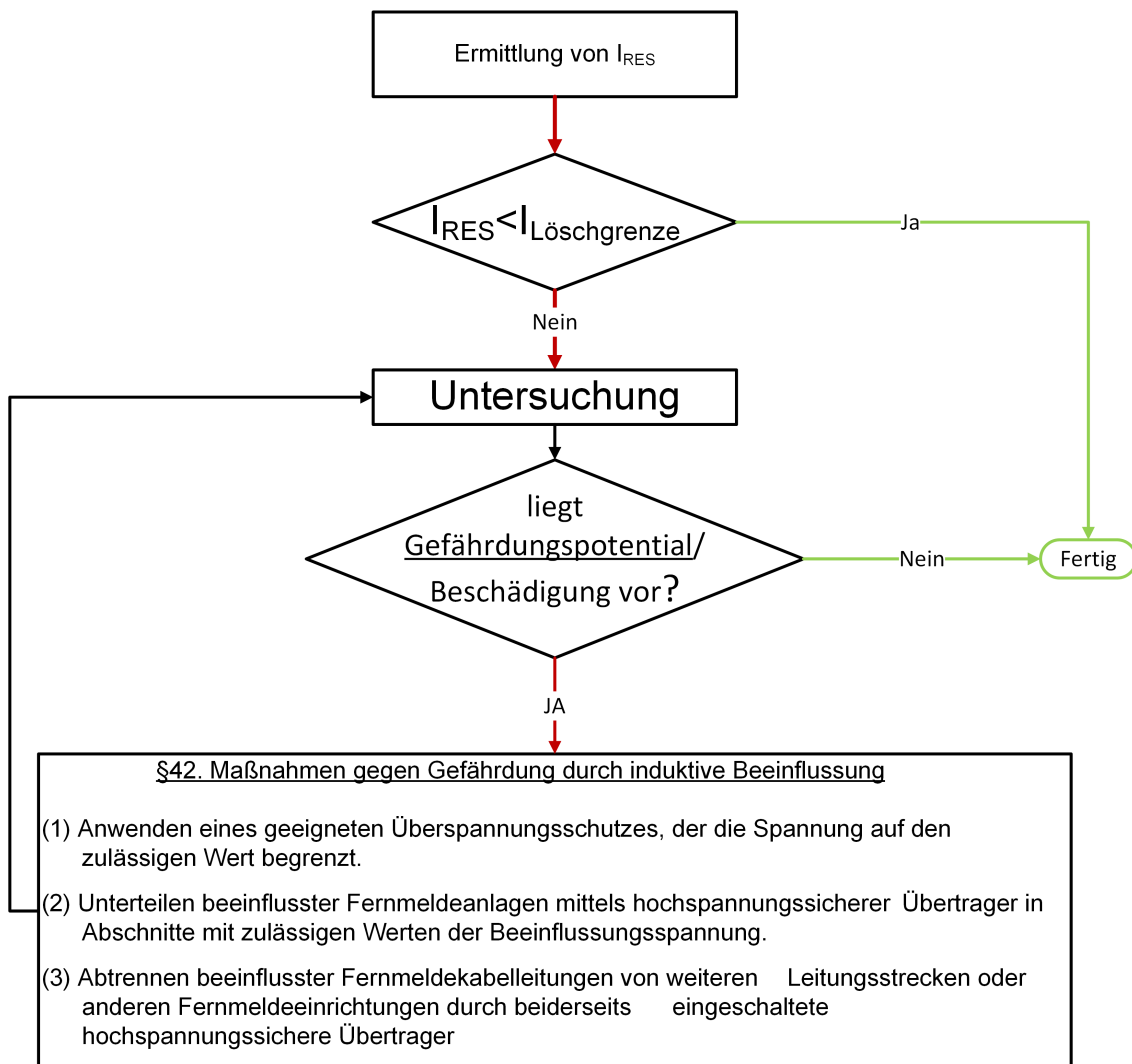 Ermittlung von I_RES
I_RES<I_Löschgrenze
Ja
Nein
Untersuchung
liegt
Gefährdungspotential/
Beschädigung vor?
Nein
Fertig
JA
§42. Maßnahmen gegen Gefährdung durch induktive Beeinflussung
(1) Anwenden eines geeigneten Überspannungsschutzes, der die Spannung auf den
zulässigen Wert begrenzt.
(2) Unterteilen beeinflusster Fernmeldeanlagen mittels hochspannungssicherer Übertrager in
Abschnitte mit zulässigen Werten der Beeinflussungsspannung.
(3) Abtrennen beeinflusster Fernmeldekabelleitungen von weiteren Leitungsstrecken oder
anderen Fernmeldeeinrichtungen durch beiderseits eingeschaltete
hochspannungssichere Übertrager